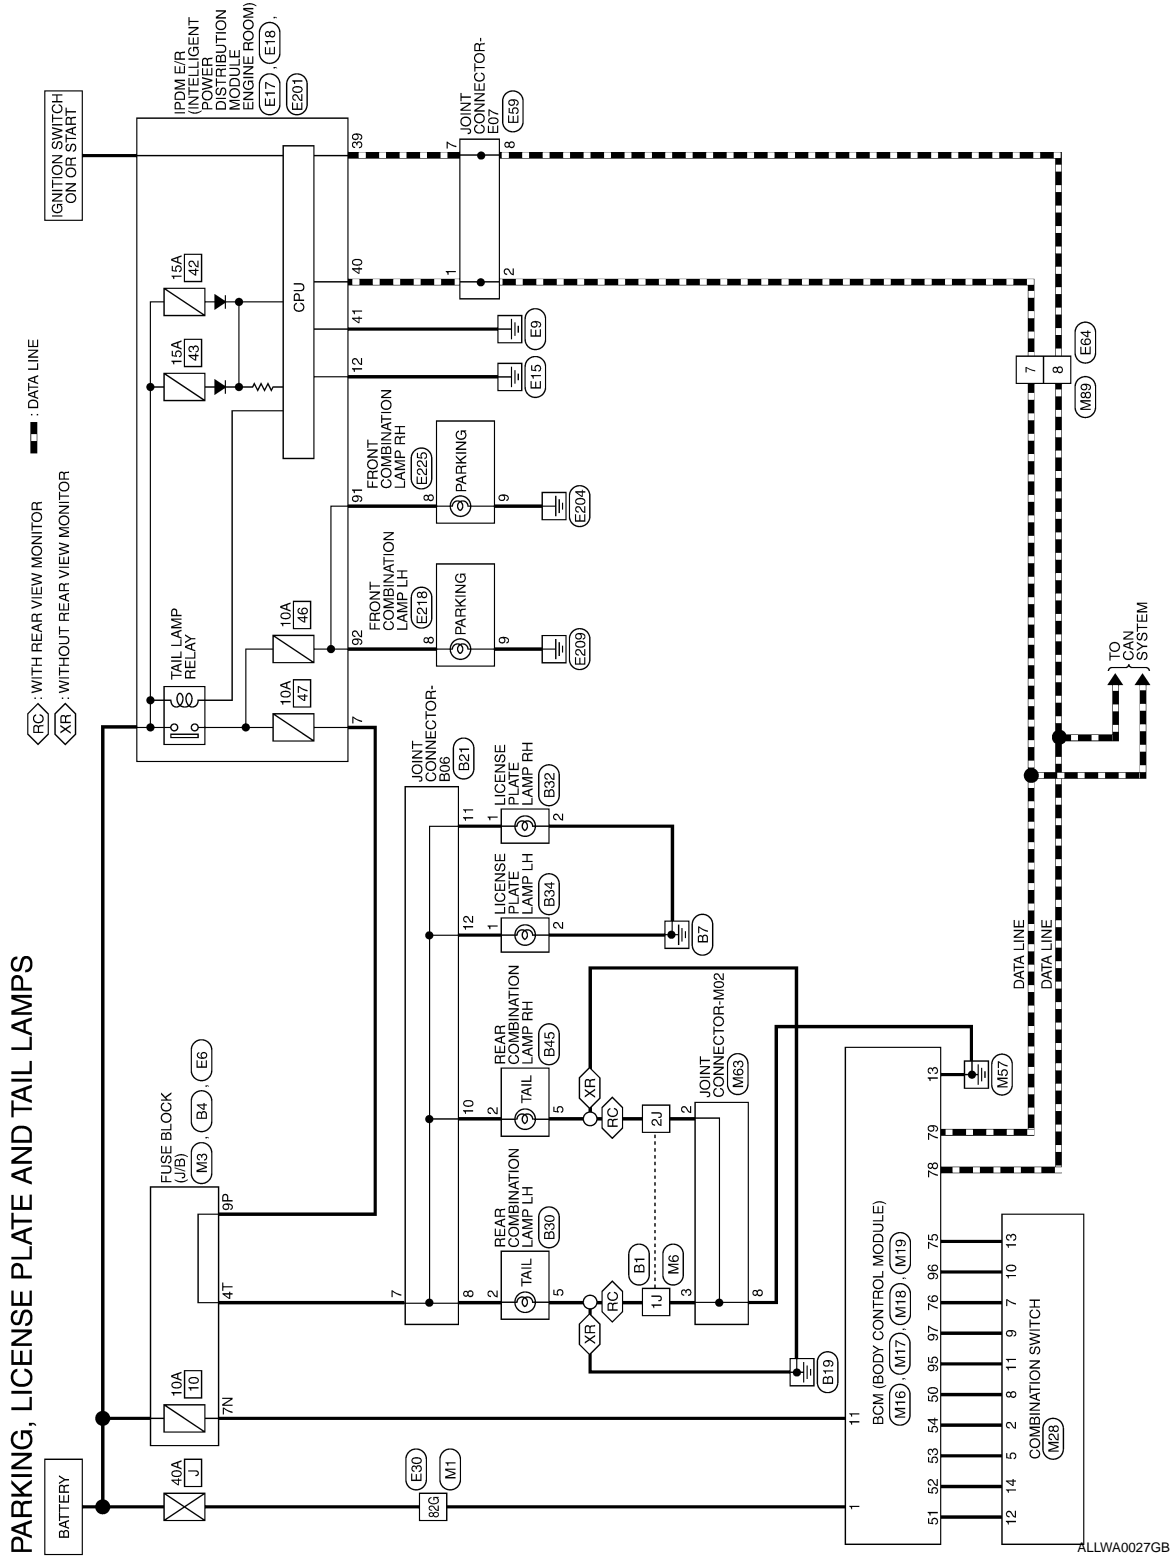 PARKING, LICENSE PLATE AND TAIL LAMPS
RC : WITH REAR VIEW MONITOR
XR : WITHOUT REAR VIEW MONITOR
: DATA LINE
BATTERY
IGNITION SWITCH
ON OR START
40A
J
FUSE BLOCK
(J/B)
M3 , B4 , E6
10A
10
7N
4T
9P
IPDM E/R
(INTELLIGENT
POWER
DISTRIBUTION
MODULE
ENGINE ROOM)
E17 , E18 ,
E201
TAIL LAMP
RELAY
15A
43
15A
42
10A
47
10A
46
CPU
7
92
91
12
41
40
39
E30
M1
82G
JOINT
CONNECTOR-
B06
B21
7
8
10
12
11
FRONT
COMBINATION
LAMP LH
E218
8
PARKING
9
E209
FRONT
COMBINATION
LAMP RH
E225
8
PARKING
9
E204
E15
E9
JOINT
CONNECTOR-
E07
E59
1
7
2
8
REAR
COMBINATION
LAMP LH
B30
2
TAIL
5
REAR
COMBINATION
LAMP RH
B45
2
TAIL
5
LICENSE
PLATE
LAMP LH
B34
1
2
LICENSE
PLATE
LAMP RH
B32
1
2
B7
XR
RC
XR
RC
B1
M6
1J
2J
3
2
JOINT
CONNECTOR-M02
M63
8
B19
7
8
M89
E64
DATA LINE
DATA LINE
TO
CAN
SYSTEM
1
11
BCM (BODY CONTROL MODULE)
M16 , M17 , M18 , M19
13
M57
51
52
53
54
50
95
97
76
96
75
78
79
12
14
5
2
8
11
9
7
10
13
COMBINATION SWITCH
M28
ALLWA0027GB